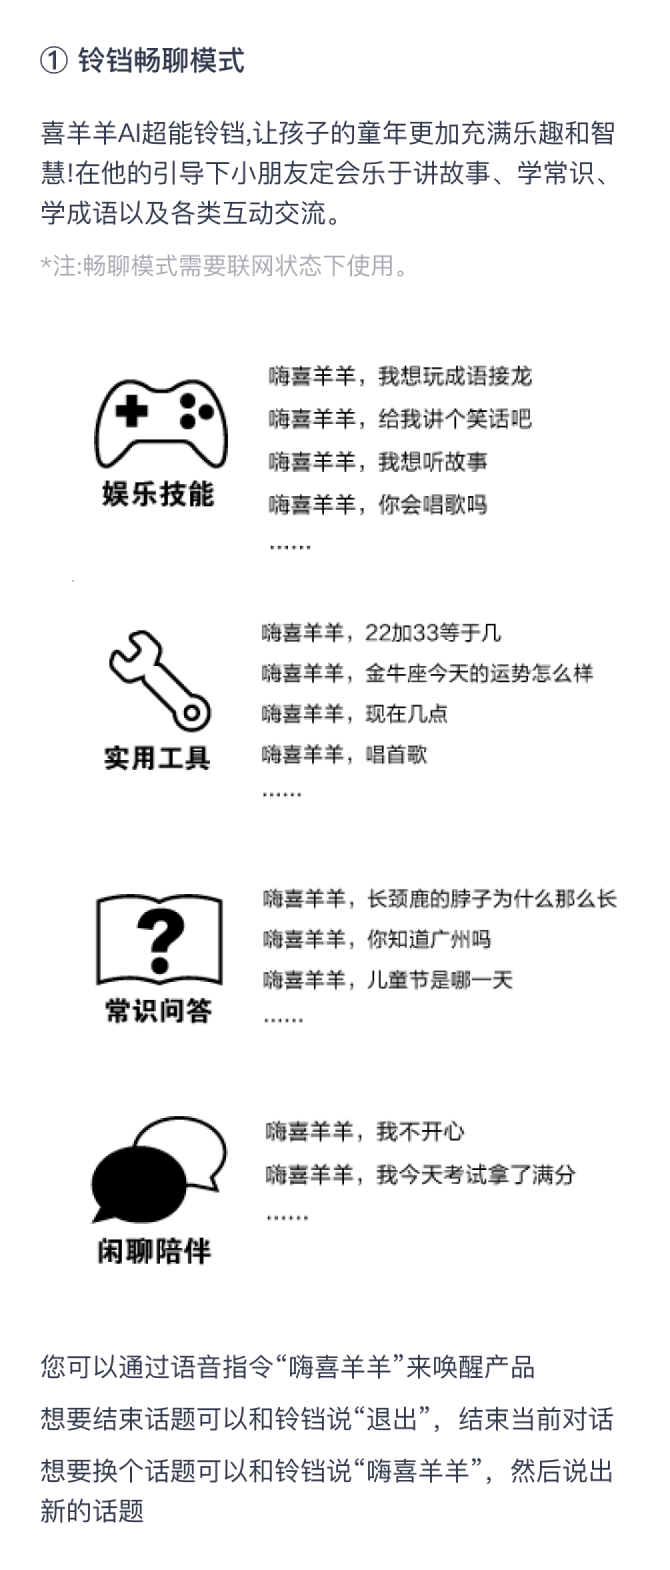 ① 铃铛畅聊模式
喜羊羊AI超能铃铛,让孩子的童年更加充满乐趣和智
慧!在他的引导下小朋友定会乐于讲故事、学常识、
学成语以及各类互动交流。
*注:畅聊模式需要联网状态下使用。
嗨喜羊羊，我想玩成语接龙
嗨喜羊羊，给我讲个笑话吧
嗨喜羊羊，我想听故事
嗨喜羊羊，你会唱歌吗
……
娱乐技能
嗨喜羊羊，22加33等于几
嗨喜羊羊，金牛座今天的运势怎么样
嗨喜羊羊，现在几点
嗨喜羊羊，唱首歌
……
实用工具
嗨喜羊羊，长颈鹿的脖子为什么那么长
嗨喜羊羊，你知道广州吗
嗨喜羊羊，儿童节是哪一天
……
?
常识问答
嗨喜羊羊，我不开心
嗨喜羊羊，我今天考试拿了满分
……
闲聊陪伴
您可以通过语音指令“嗨喜羊羊”来唤醒产品
想要结束话题可以和铃铛说“退出”，结束当前对话
想要换个话题可以和铃铛说“嗨喜羊羊”，然后说出
新的话题